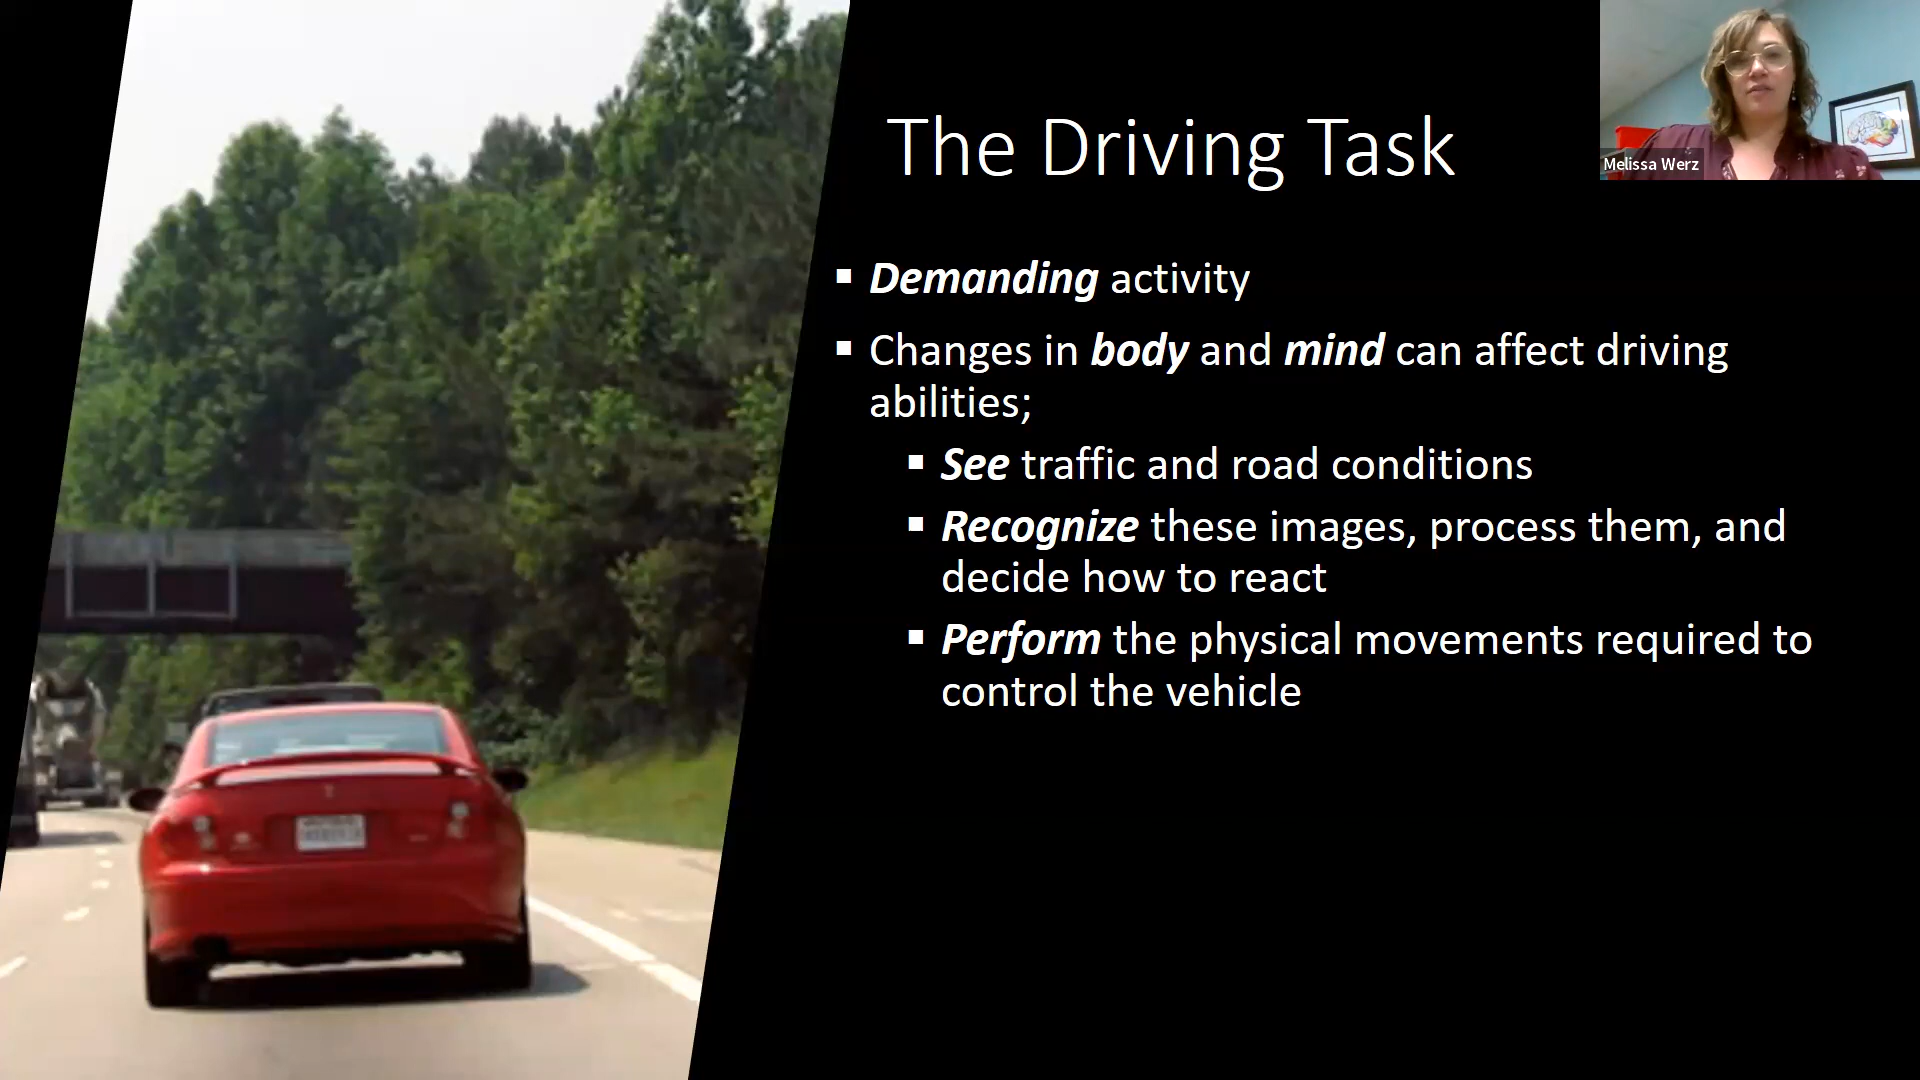 The Driving Task
Melissa Werz
▪ Demanding activity
▪ Changes in body and mind can affect driving
abilities;
▪ See traffic and road conditions
▪ Recognize these images, process them, and
decide how to react
▪ Perform the physical movements required to
control the vehicle